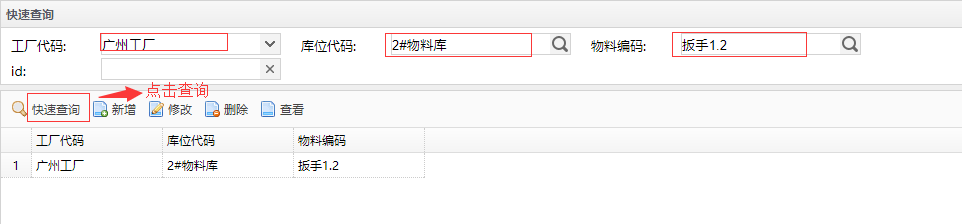 快速查询
工厂代码: 广州工厂 库位代码: 2#物料库 物料编码: 扳手1.2
id:
点击查询
快速查询 新增 修改 删除 查看
工厂代码 库位代码 物料编码
1 广州工厂 2#物料库 扳手1.2